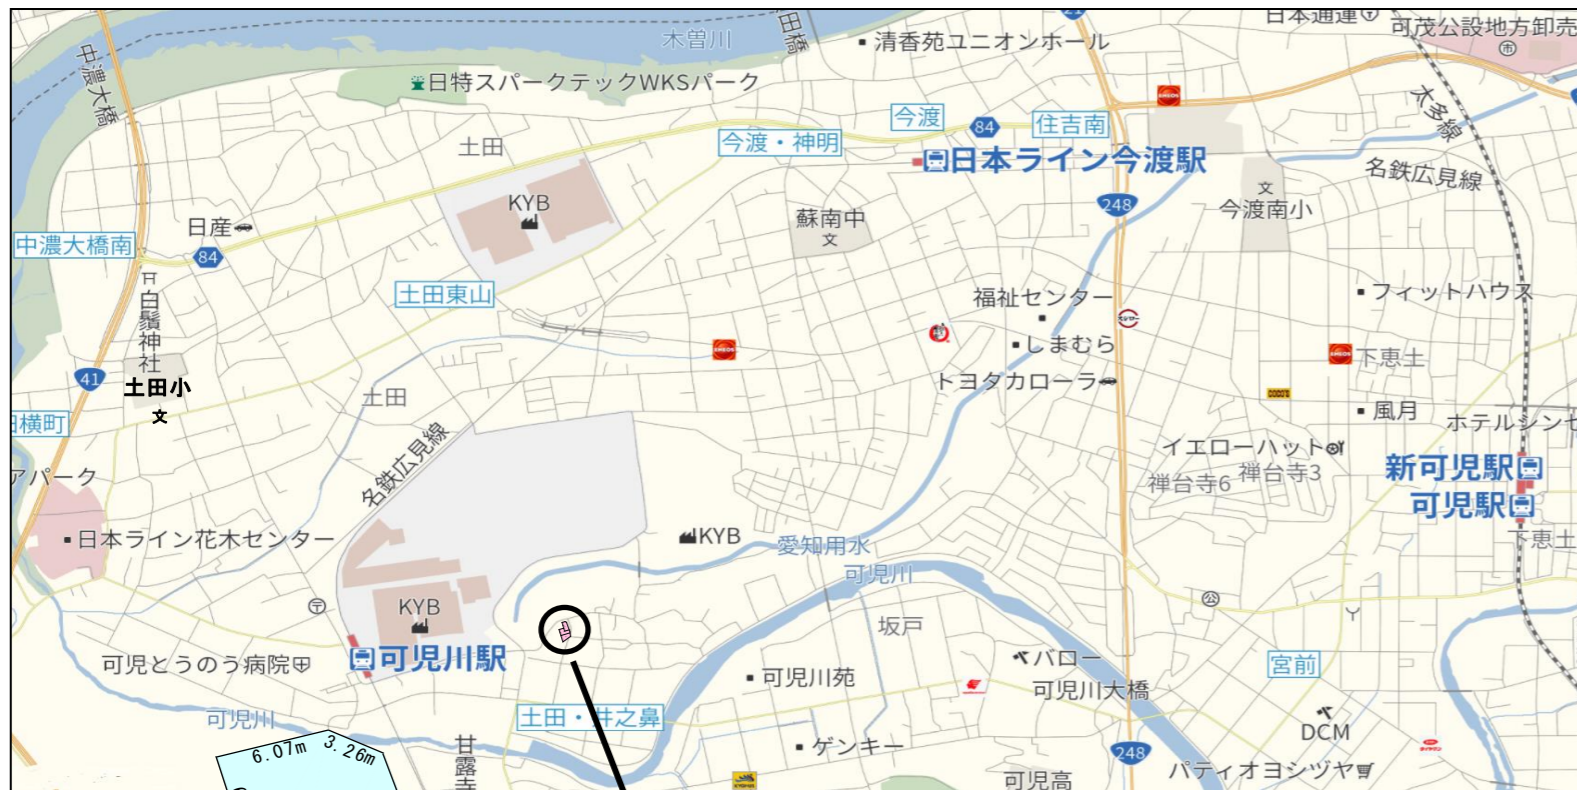 日本通運
可茂公設地方卸売
木曽川
田橋
清香苑ユニオンホール
中濃大橋
日特スパークテックWKSパーク
太多線
今渡
84
住吉南
今渡・神明
土田
日本ライン今渡駅
名鉄広見線
文
KYB
248
今渡南小
蘇南中
文
日産
中濃大橋南
84
白鬚神社
土田東山
福祉センター
フィットハウス
ENEOS
しまむら
ENEOS
下恵土
41
土田小
文
トヨタカローラ
COCO'S
土田
風月
田横町
ホテルシンセ
名鉄広見線
イエローハット
禅台寺6
禅台寺3
新可児駅
アパーク
可児駅
日本ライン花木センター
KYB
愛知用水
下恵土
可児川
KYB
公
坂戸
可児とうのう病院
可児川駅
バロー
宮前
可児川苑
可児川大橋
可児川
土田・井之鼻
DCM
6.07m
3.26m
甘露寺
ゲンキー
248
パティオヨシヅヤ
可児高